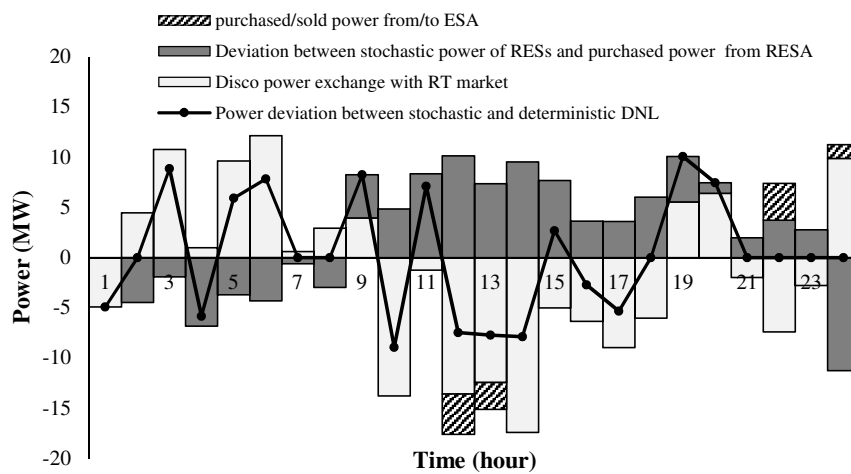 purchased/sold power from/to ESA
Deviation between stochastic power of RESs and purchased power from RESA
Disco power exchange with RT market
Power deviation between stochastic and deterministic DNL
20
15
10
5
0
-5
-10
-15
-20
Power (MW)
1 3 5 7 9 11 13 15 17 19 21 23
Time (hour)